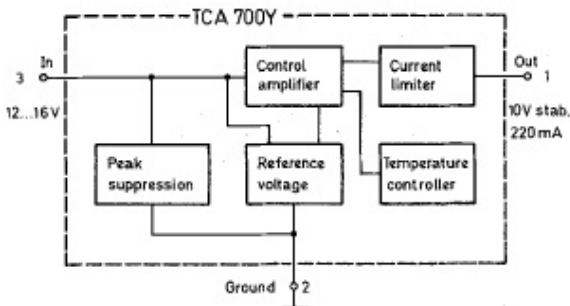 TCA 700Y
In
3
12...16V
Control
amplifier
Current
limiter
Out
1
10V stab.
220 mA
Peak
suppression
Reference
voltage
Temperature
controller
Ground 2